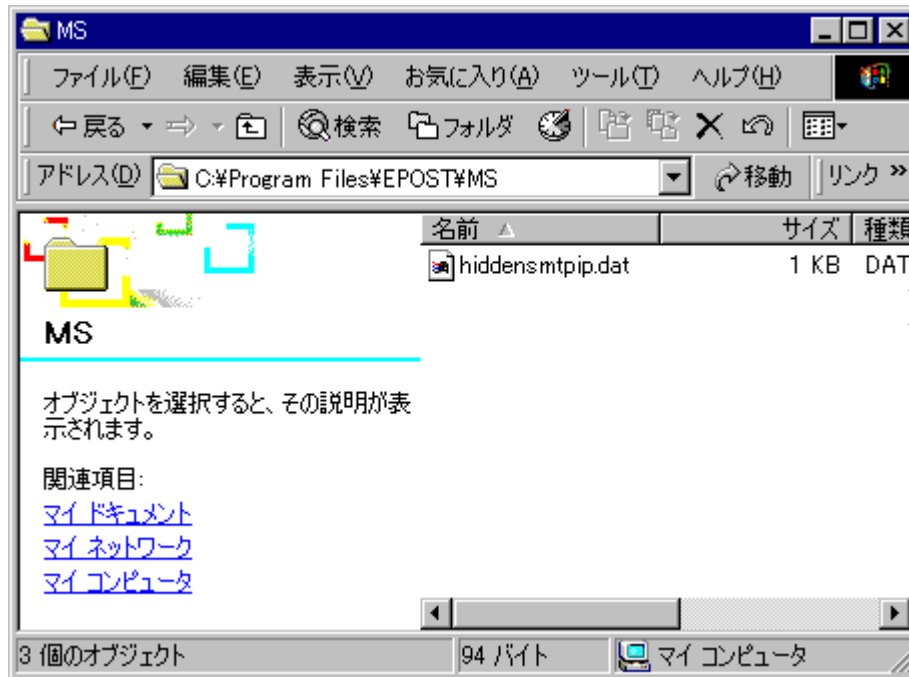 MS
ファイル(F) 編集(E) 表示(V) お気に入り(A) ツール(T) ヘルプ(H)
戻る 検索 フォルダ
アドレス(D) C:¥Program Files¥EPOST¥MS 移動 リンク »
名前 サイズ 種類
hiddensmtpip.dat 1 KB DAT
MS
オブジェクトを選択すると、その説明が表
示されます。
関連項目:
マイ ドキュメント
マイ ネットワーク
マイ コンピュータ
3 個のオブジェクト 94 バイト マイ コンピュータ